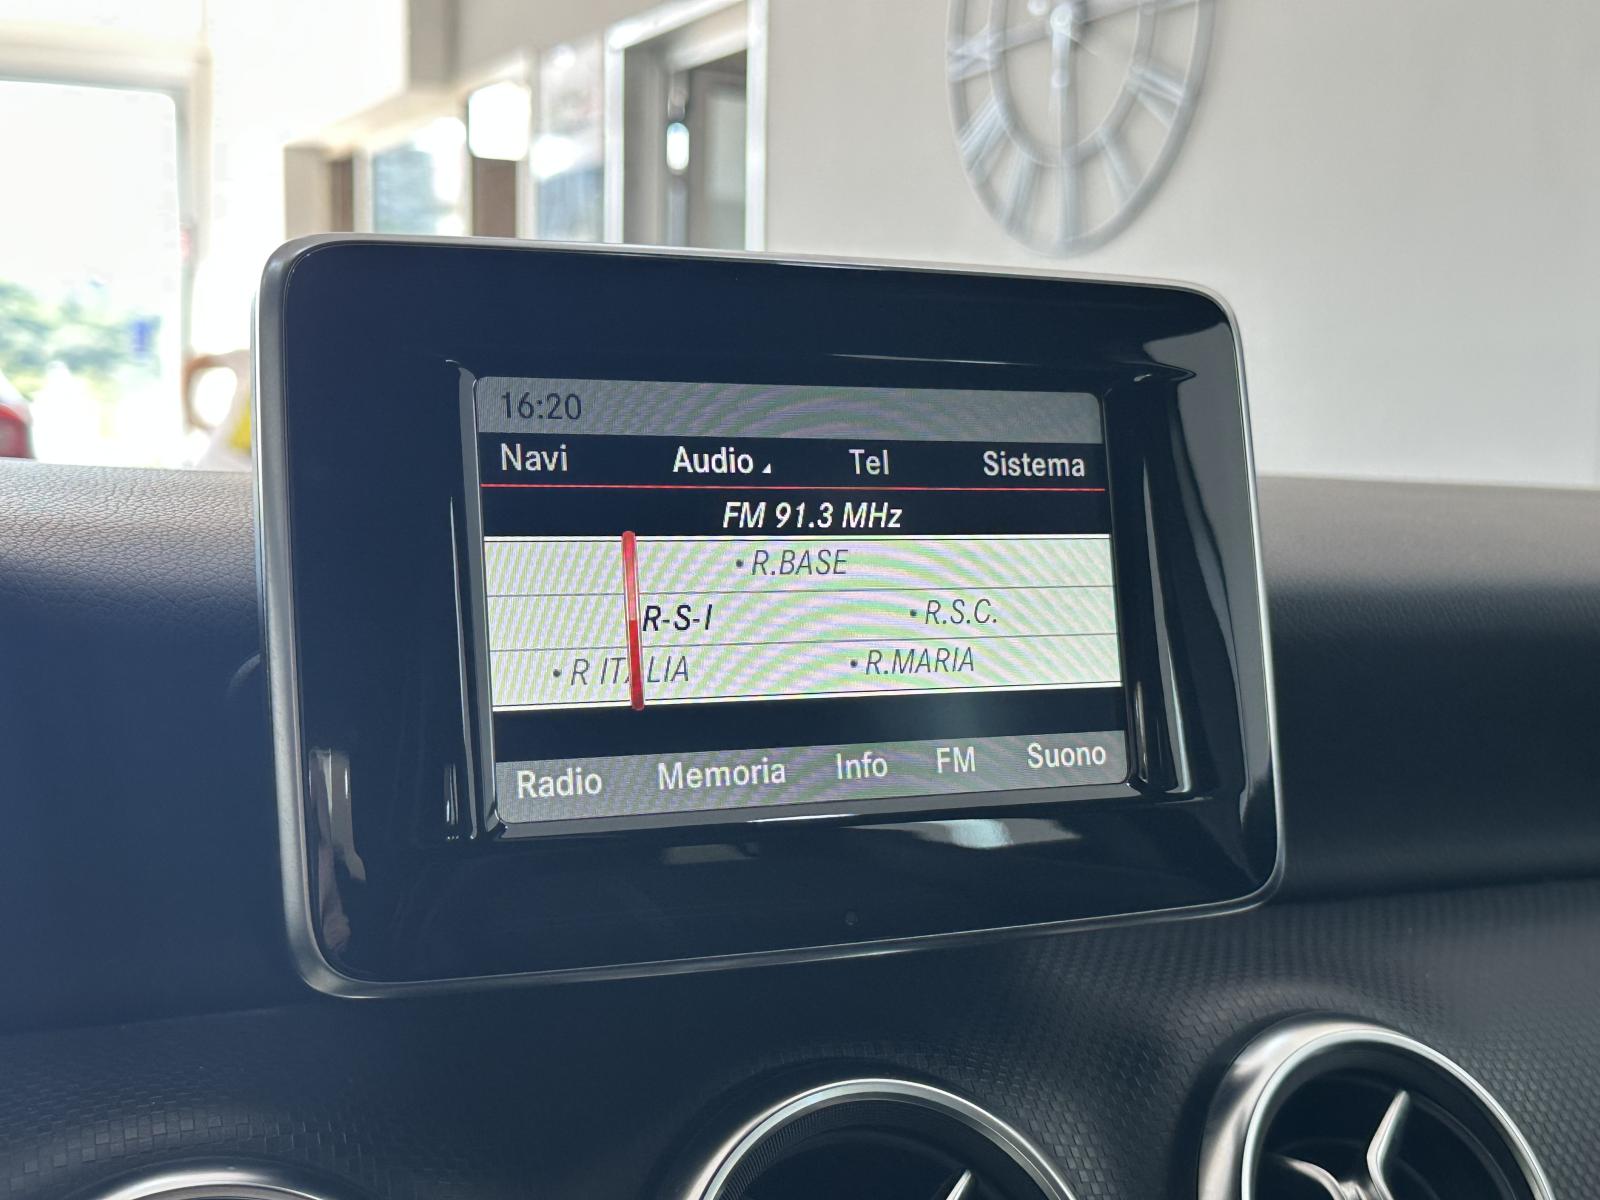 16:20
Navi Audio Tel Sistema
FM 91.3 MHz
• R.BASE
R-S-I • R.S.C.
• R ITALIA • R.MARIA
Radio Memoria Info FM Suono